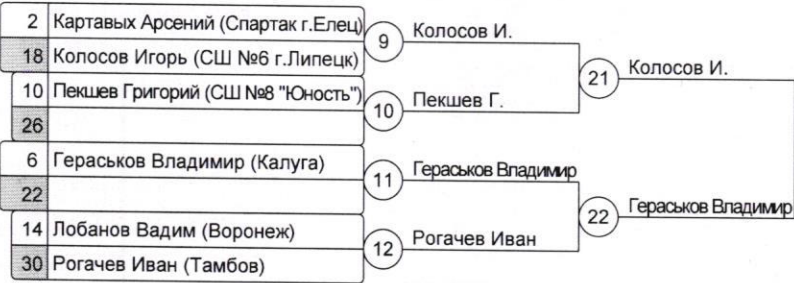 2 Картавых Арсений (Спартак г.Елец)
18 Колосов Игорь (СШ №6 г.Липецк)
9 Колосов И.
10 Пекшев Григорий (СШ №8 "Юность")
26
10 Пекшев Г.
21 Колосов И.
6 Гераськов Владимир (Калуга)
22
11 Гераськов Владимир
14 Лобанов Вадим (Воронеж)
30 Рогачев Иван (Тамбов)
12 Рогачев Иван
22 Гераськов Владимир